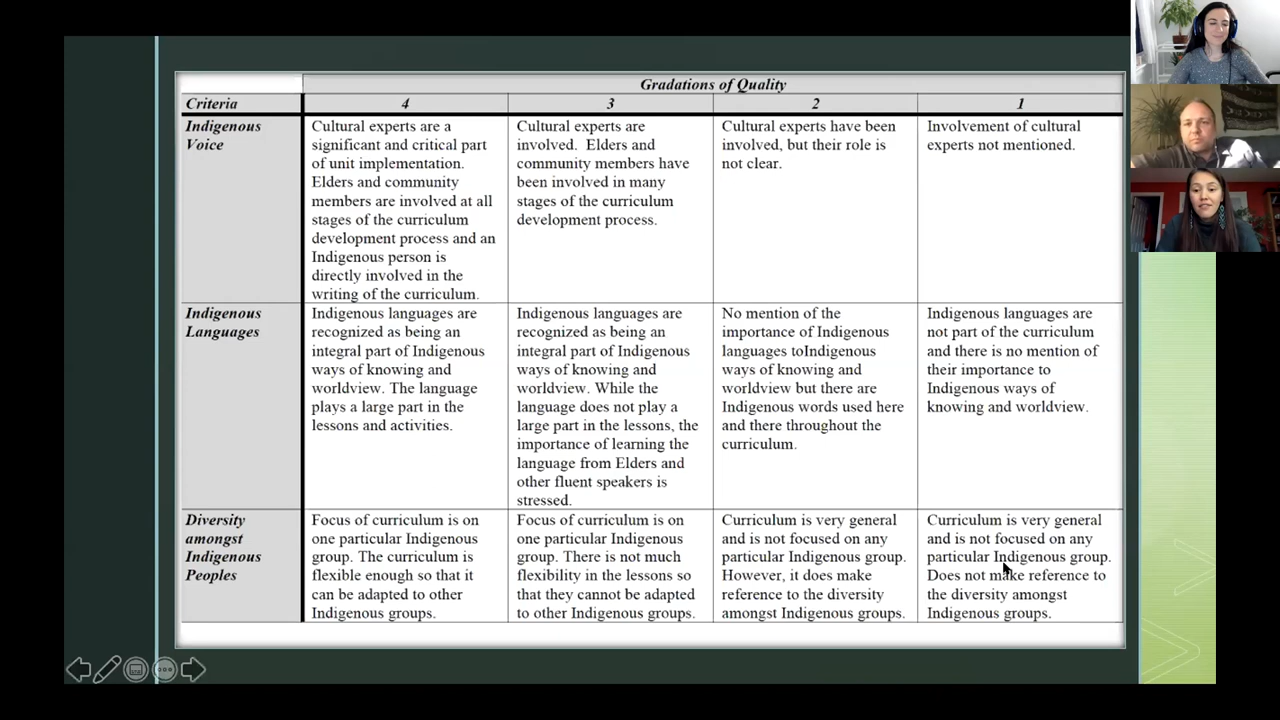 Gradations of Quality
Criteria
4
3
2
1
Indigenous
Voice
Cultural experts are a
significant and critical part
of unit implementation.
Elders and community
members are involved at all
stages of the curriculum
development process and an
Indigenous person is
directly involved in the
writing of the curriculum.
Cultural experts are
involved. Elders and
community members have
been involved in many
stages of the curriculum
development process.
Cultural experts have been
involved, but their role is
not clear.
Involvement of cultural
experts not mentioned.
Indigenous
Languages
Indigenous languages are
recognized as being an
integral part of Indigenous
ways of knowing and
worldview. The language
plays a large part in the
lessons and activities.
Indigenous languages are
recognized as being an
integral part of Indigenous
ways of knowing and
worldview. While the
language does not play a
large part in the lessons, the
importance of learning the
language from Elders and
other fluent speakers is
stressed.
No mention of the
importance of Indigenous
languages toIndigenous
ways of knowing and
worldview but there are
Indigenous words used here
and there throughout the
curriculum.
Indigenous languages are
not part of the curriculum
and there is no mention of
their importance to
Indigenous ways of
knowing and worldview.
Diversity
amongst
Indigenous
Peoples
Focus of curriculum is on
one particular Indigenous
group. The curriculum is
flexible enough so that it
can be adapted to other
Indigenous groups.
Focus of curriculum is on
one particular Indigenous
group. There is not much
flexibility in the lessons so
that they cannot be adapted
to other Indigenous groups.
Curriculum is very general
and is not focused on any
particular Indigenous group.
However, it does make
reference to the diversity
amongst Indigenous groups.
Curriculum is very general
and is not focused on any
particular Indigenous group.
Does not make reference to
the diversity amongst
Indigenous groups.